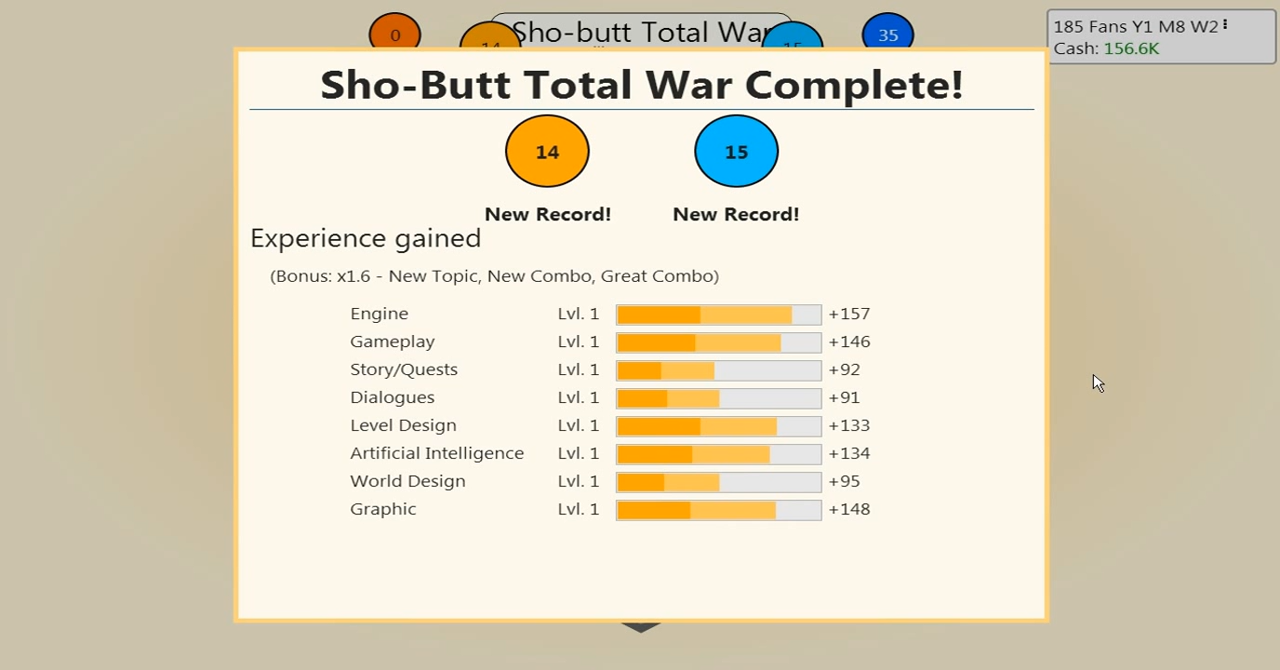 0
14
Sho-butt Total War
15
35
185 Fans Y1 M8 W2
Cash: 156.6K
Sho-Butt Total War Complete!
14 15
New Record! New Record!
Experience gained
(Bonus: x1.6 - New Topic, New Combo, Great Combo)
Engine Lvl. 1 +157
Gameplay Lvl. 1 +146
Story/Quests Lvl. 1 +92
Dialogues Lvl. 1 +91
Level Design Lvl. 1 +133
Artificial Intelligence Lvl. 1 +134
World Design Lvl. 1 +95
Graphic Lvl. 1 +148